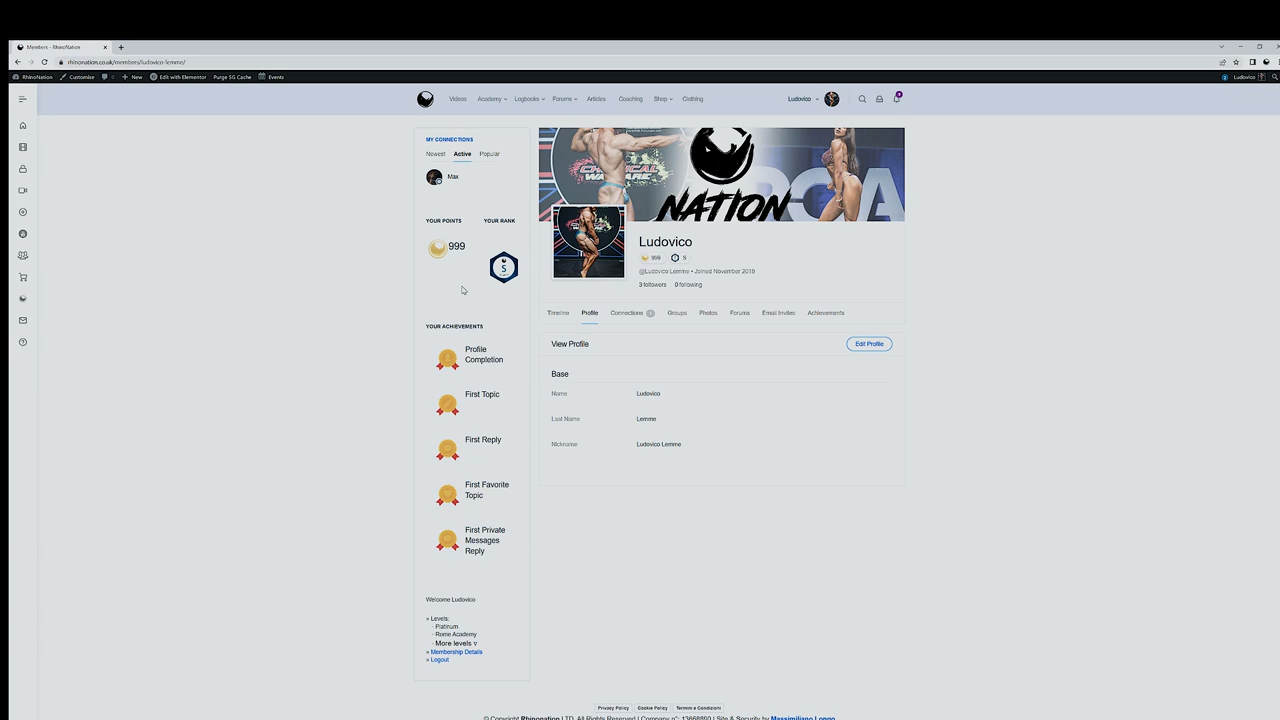 Members - RhinoNation
rhinonation.co.uk/members/ludovico-lemme/
RhinoNation Customise 0 New Edit with Elementor Purge SG Cache Events
2 Ludovico
Videos Academy Logbooks Forums Articles Coaching Shop Clothing
Ludovico
MY CONNECTIONS
Newest Active Popular
Max
YOUR POINTS YOUR RANK
999
S
YOUR ACHIEVEMENTS
Profile
Completion
First Topic
First Reply
First Favorite
Topic
First Private
Messages
Reply
Welcome Ludovico
» Levels:
- Platinum
- Rome Academy
- More levels ▿
» Membership Details
» Logout
NATION
Ludovico
999 S
@Ludovico Lemme • Joined November 2019
3 followers 0 following
Timeline Profile Connections 1 Groups Photos Forums Email Invites Achievements
View Profile Edit Profile
Base
Name Ludovico
Last Name Lemme
Nickname Ludovico Lemme
Privacy Policy Cookie Policy Termini e Condizioni
© Copyright Rhinonation LTD. All Rights Reserved | Company n°: 13668890 | Site & Security by Massimiliano Longo